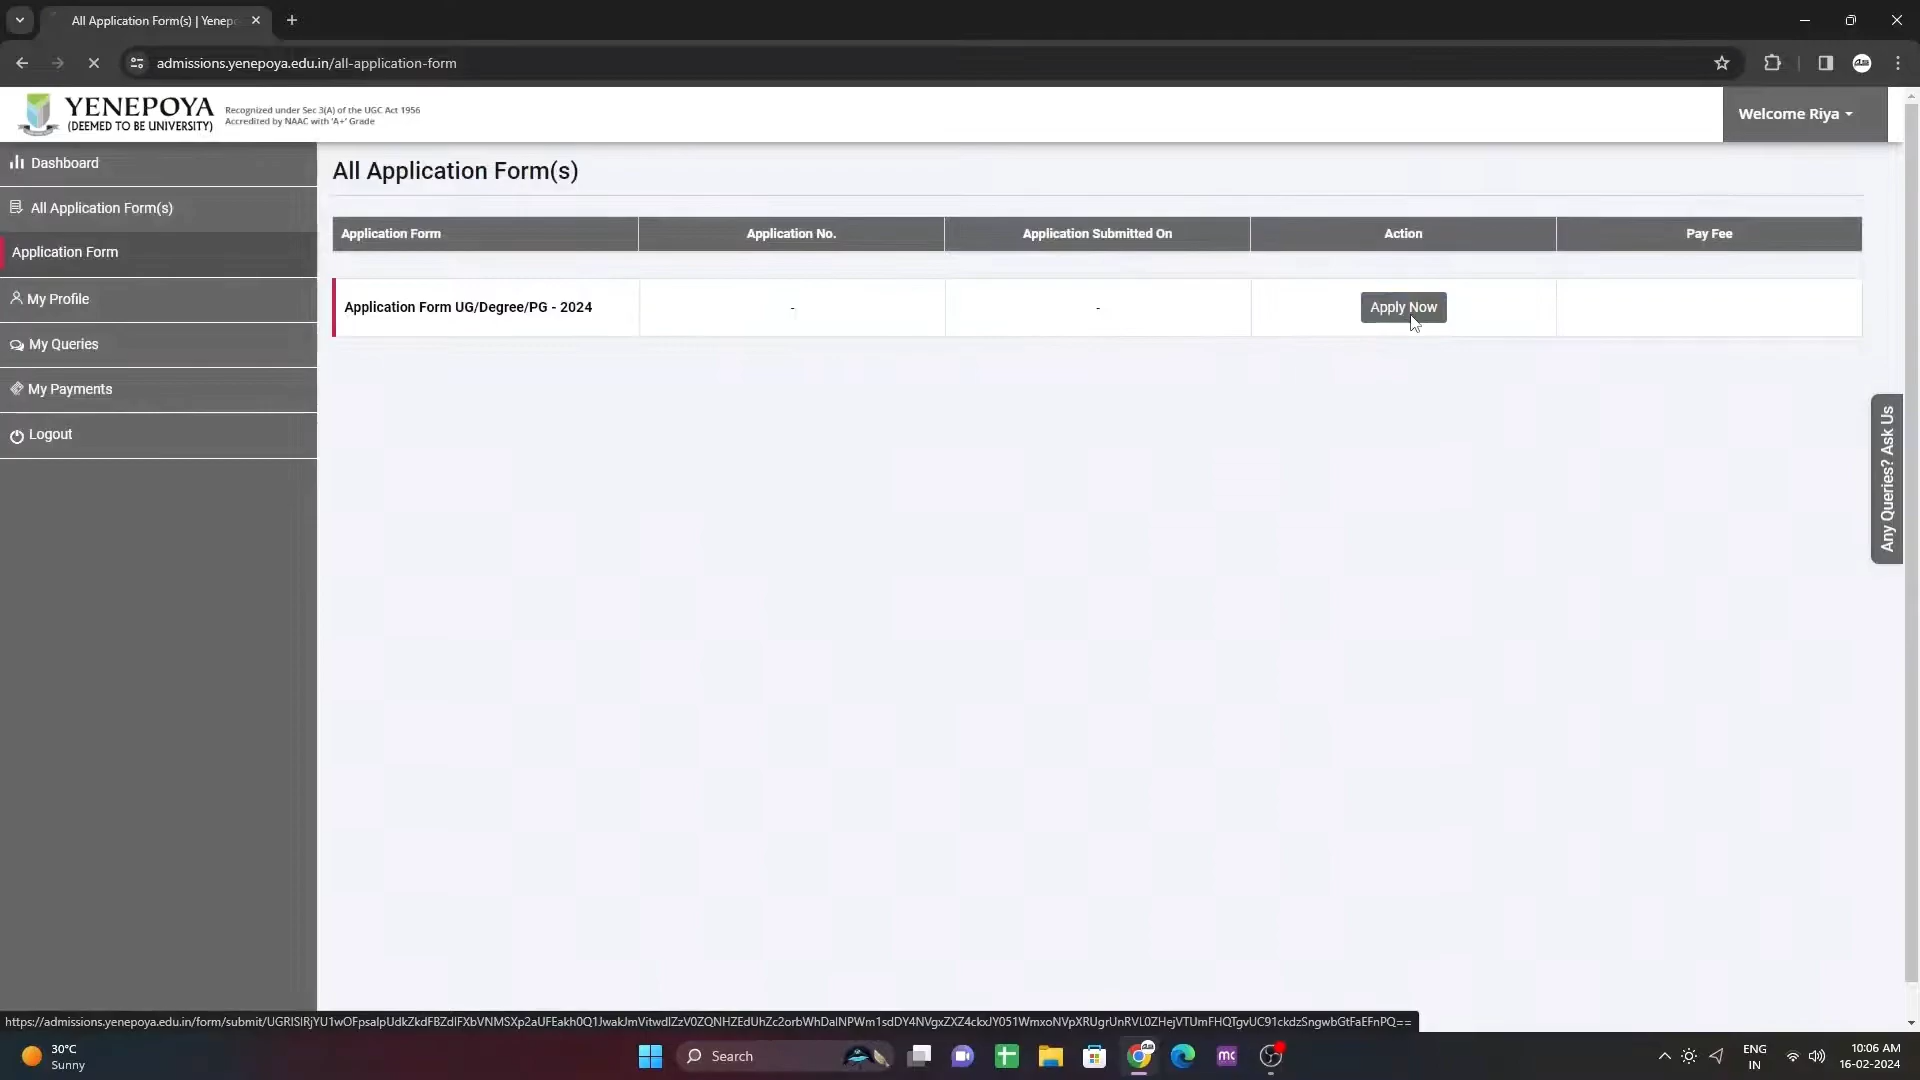 All Application Form(s) | Yenepo
admissions.yenepoya.edu.in/all-application-form
YENEPOYA
(DEEMED TO BE UNIVERSITY)
Recognized under Sec 3(A) of the UGC Act 1956
Accredited by NAAC with 'A+' Grade
Welcome Riya
Dashboard
All Application Form(s)
Application Form
My Profile
My Queries
My Payments
Logout
All Application Form(s)
Application Form Application No. Application Submitted On Action Pay Fee
Application Form UG/Degree/PG - 2024 - - Apply Now
Any Queries? Ask Us
30°C
Sunny
Search
mc
ENG
IN
10:06 AM
16-02-2024